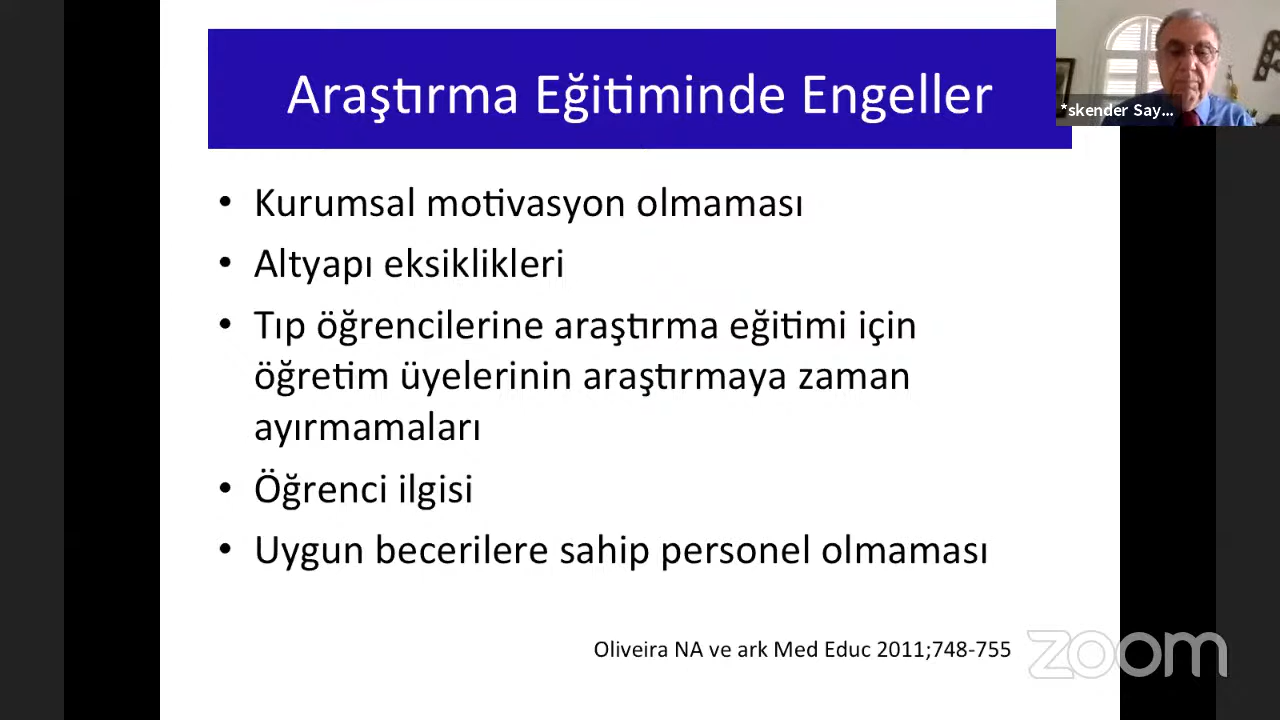 Araştırma Eğitiminde Engeller
*skender Say...
• Kurumsal motivasyon olmaması
• Altyapı eksiklikleri
• Tıp öğrencilerine araştırma eğitimi için
öğretim üyelerinin araştırmaya zaman
ayırmamaları
• Öğrenci ilgisi
• Uygun becerilere sahip personel olmaması
Oliveira NA ve ark Med Educ 2011;748-755
zoom